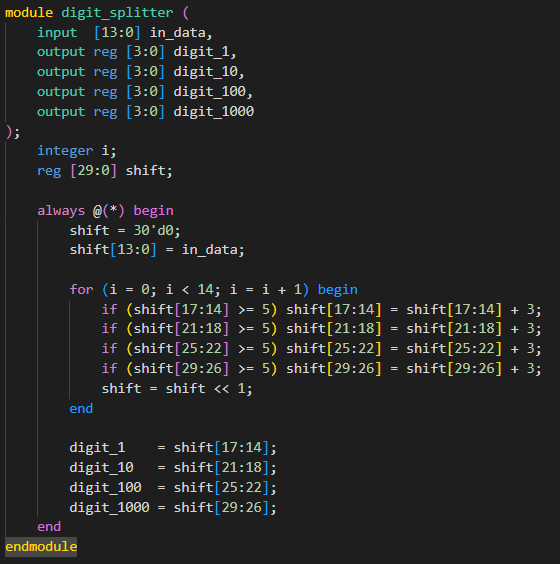 module digit_splitter (
    input  [13:0] in_data,
    output reg [3:0] digit_1,
    output reg [3:0] digit_10,
    output reg [3:0] digit_100,
    output reg [3:0] digit_1000
);
    integer i;
    reg [29:0] shift;

    always @(*) begin
        shift = 30'd0;
        shift[13:0] = in_data;

        for (i = 0; i < 14; i = i + 1) begin
            if (shift[17:14] >= 5) shift[17:14] = shift[17:14] + 3;
            if (shift[21:18] >= 5) shift[21:18] = shift[21:18] + 3;
            if (shift[25:22] >= 5) shift[25:22] = shift[25:22] + 3;
            if (shift[29:26] >= 5) shift[29:26] = shift[29:26] + 3;
            shift = shift << 1;
        end

        digit_1    = shift[17:14];
        digit_10   = shift[21:18];
        digit_100  = shift[25:22];
        digit_1000 = shift[29:26];
    end
endmodule